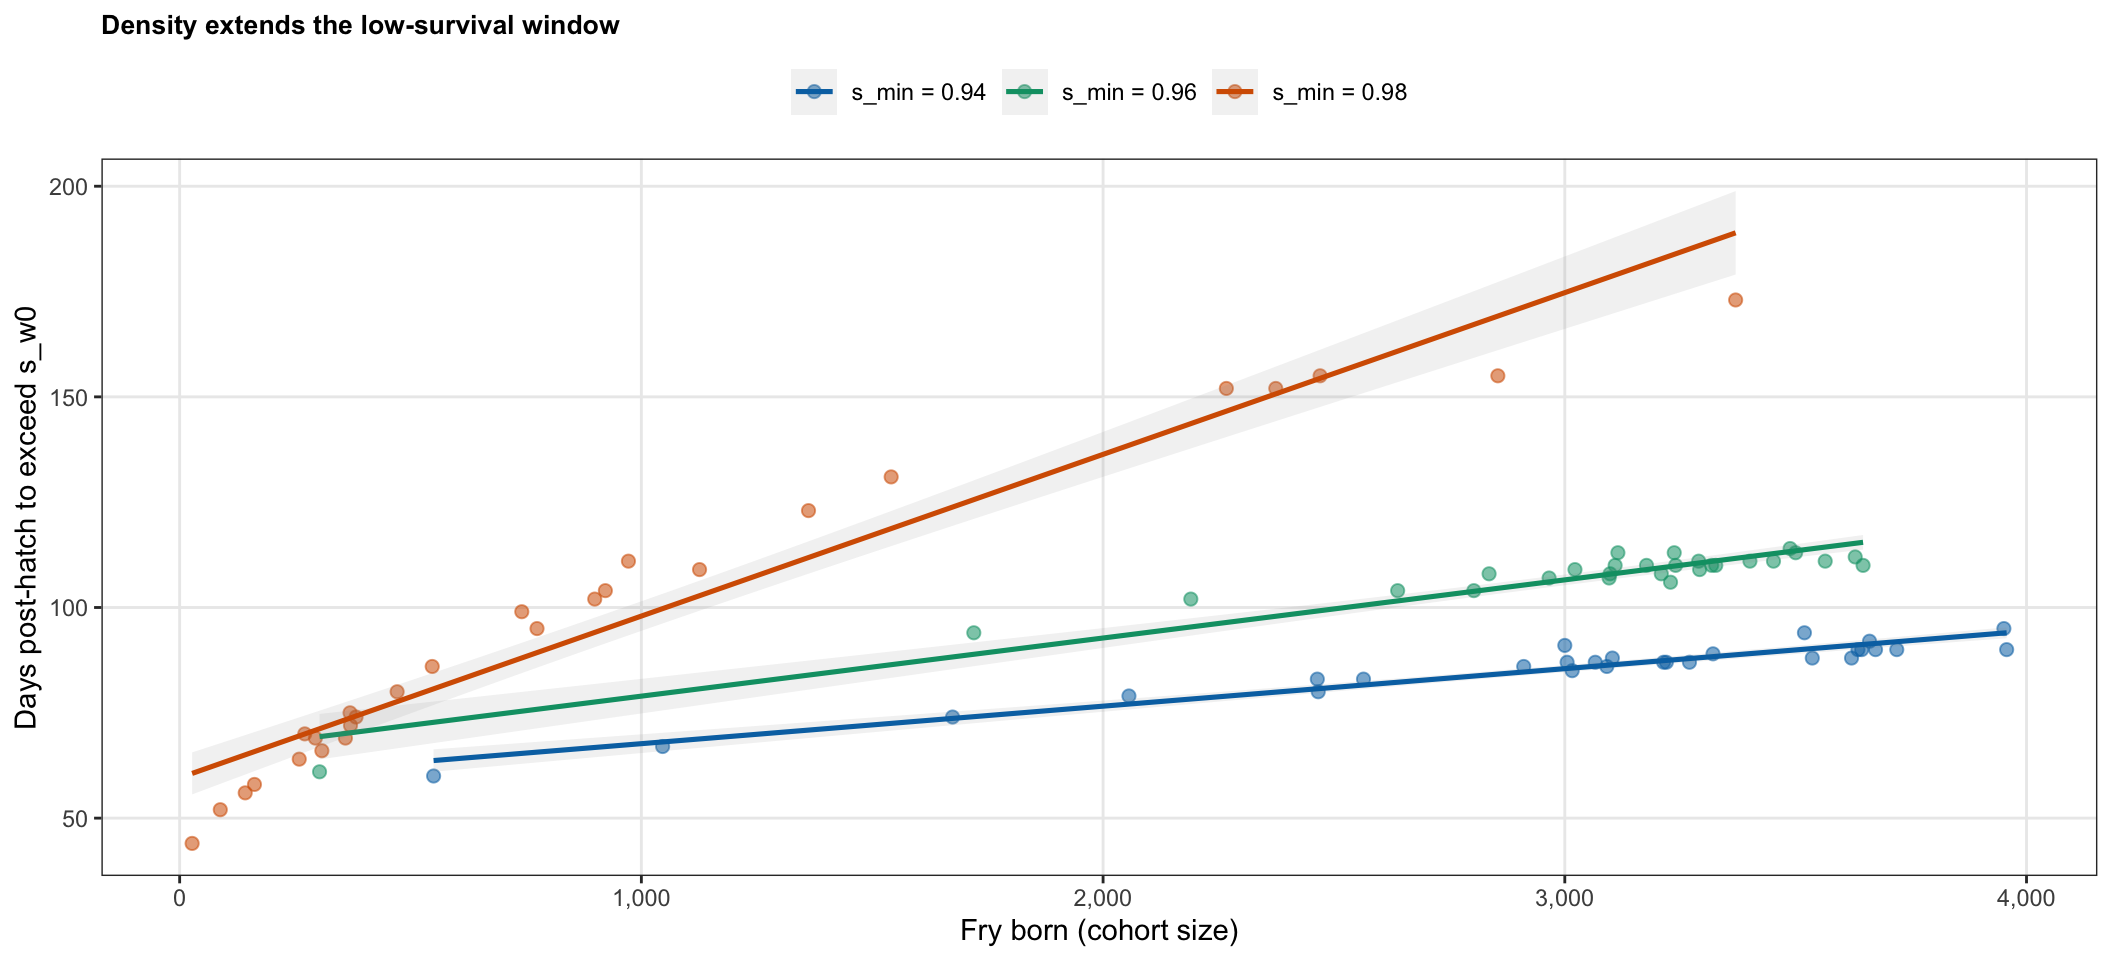 Density extends the low-survival window
s_min = 0.94 s_min = 0.96 s_min = 0.98
Days post-hatch to exceed s_w0
200
150
100
50
0 1,000 2,000 3,000 4,000
Fry born (cohort size)